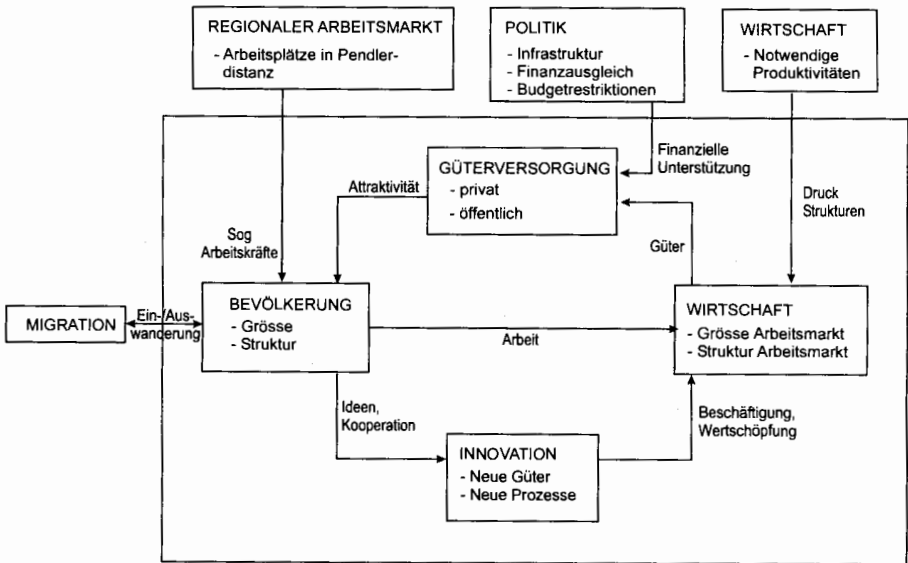 REGIONALER ARBEITSMARKT
- Arbeitsplätze in Pendler-
distanz
POLITIK
- Infrastruktur
- Finanzausgleich
- Budgetrestriktionen
WIRTSCHAFT
- Notwendige
Produktivitäten
Finanzielle
Unterstützung
GÜTERVERSORGUNG
- privat
- öffentlich
Attraktivität
Druck
Strukturen
Sog
Arbeitskräfte
Güter
MIGRATION
Ein-/Aus-
wanderung
BEVÖLKERUNG
- Grösse
- Struktur
Arbeit
WIRTSCHAFT
- Grösse Arbeitsmarkt
- Struktur Arbeitsmarkt
Ideen,
Kooperation
Beschäftigung,
Wertschöpfung
INNOVATION
- Neue Güter
- Neue Prozesse